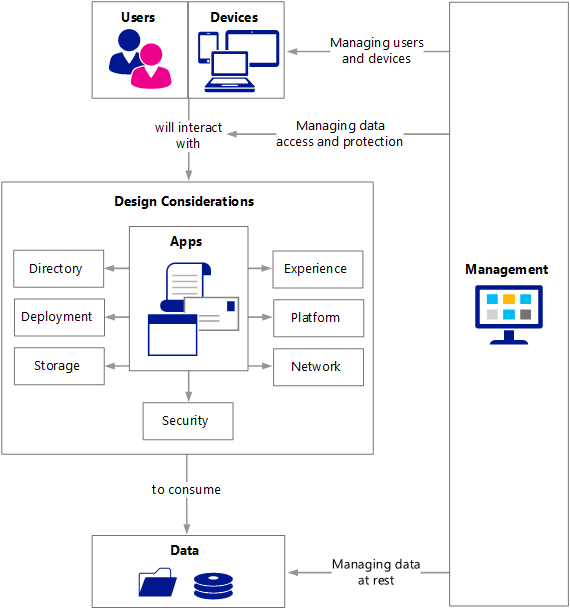 Users
Devices
Managing users
and devices
will interact
with
Managing data
access and protection
Design Considerations
Apps
Directory
Experience
Deployment
Platform
Storage
Network
Security
Management
to consume
Data
Managing data
at rest